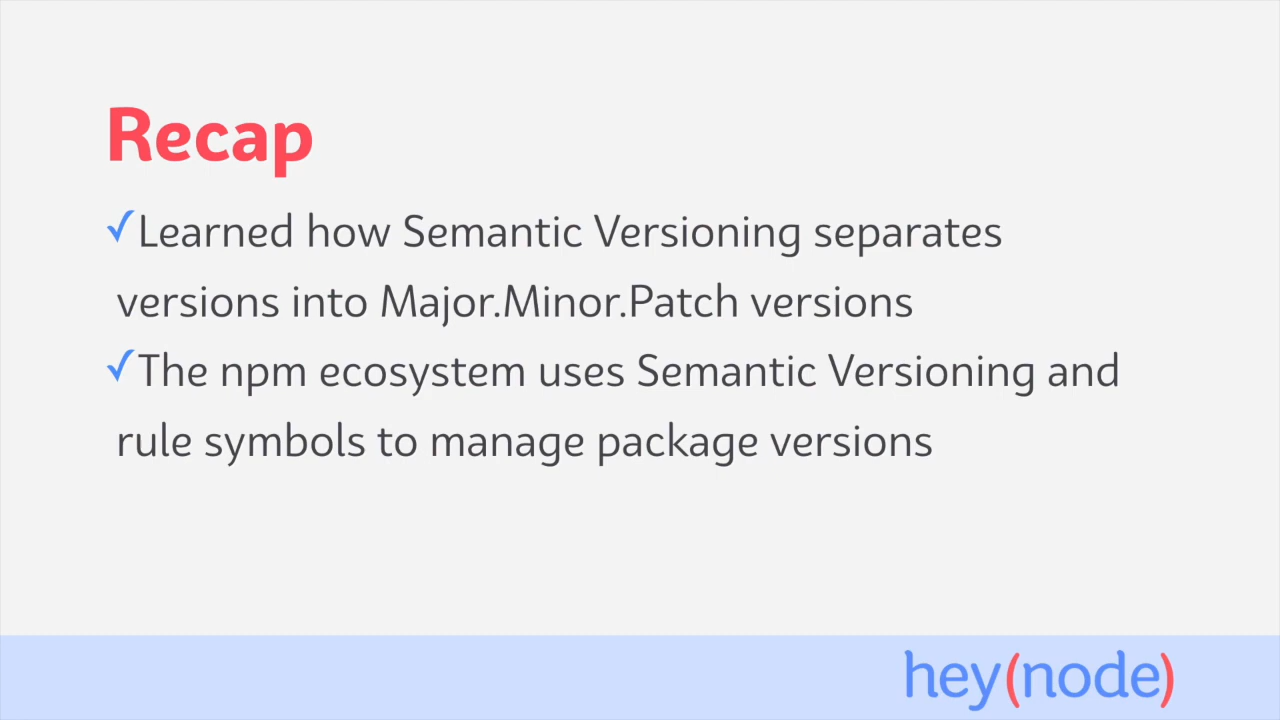 Recap
✓Learned how Semantic Versioning separates
versions into Major.Minor.Patch versions
✓The npm ecosystem uses Semantic Versioning and
rule symbols to manage package versions
hey(node)